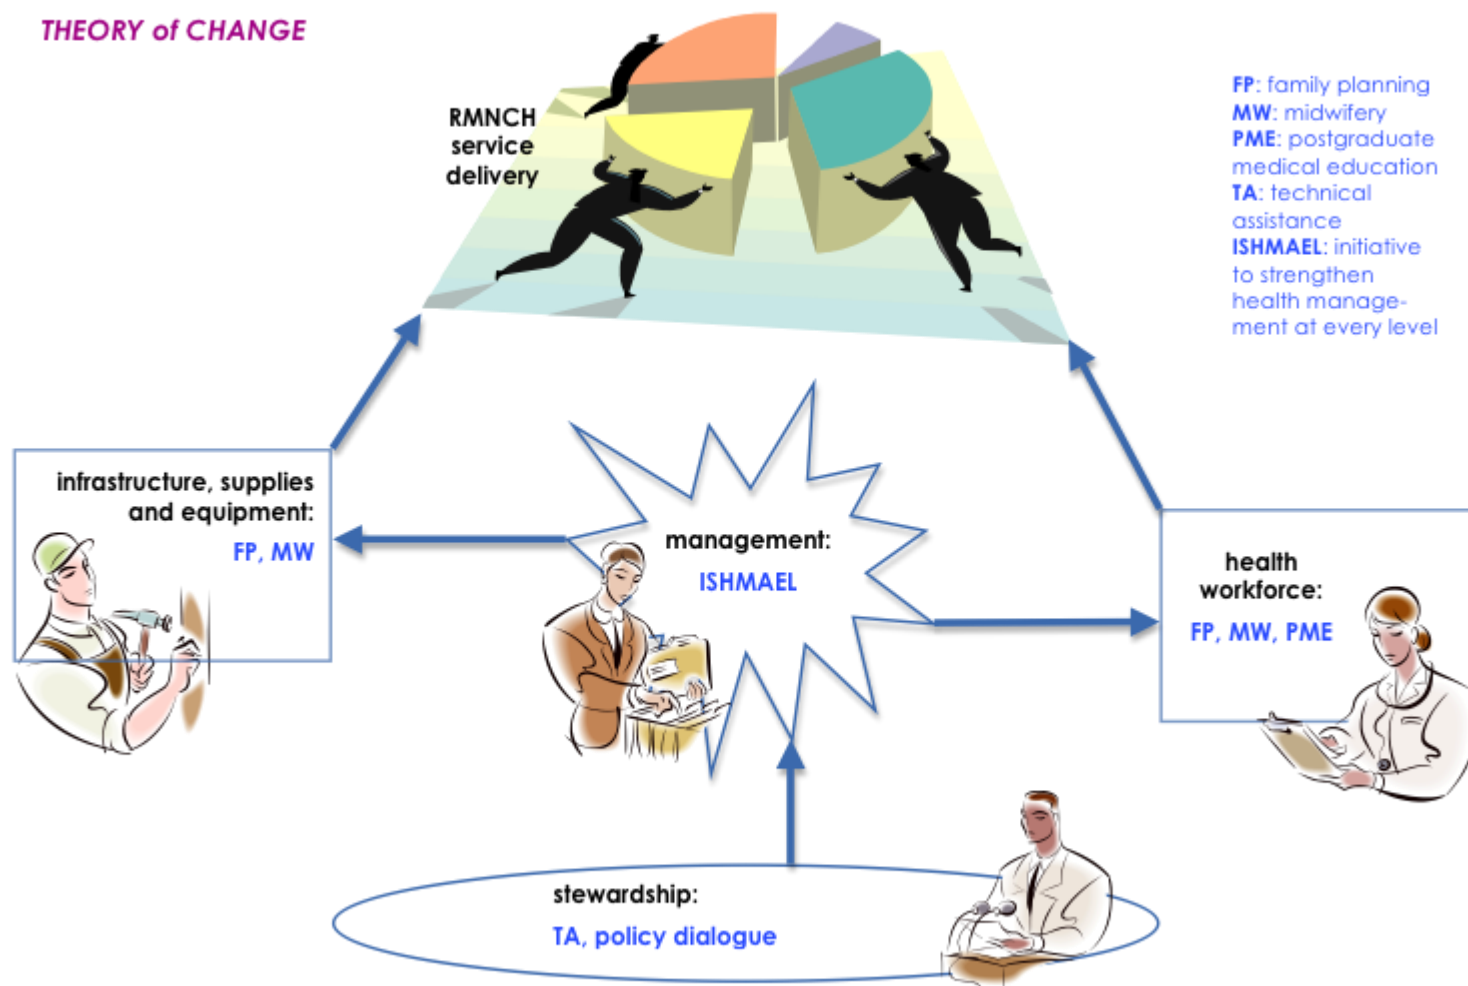 THEORY of CHANGE
RMNCH
service
delivery
FP: family planning
MW: midwifery
PME: postgraduate
medical education
TA: technical
assistance
ISHMAEL: initiative
to strengthen
health manage-
ment at every level
infrastructure, supplies
and equipment:
FP, MW
management:
ISHMAEL
health
workforce:
FP, MW, PME
stewardship:
TA, policy dialogue